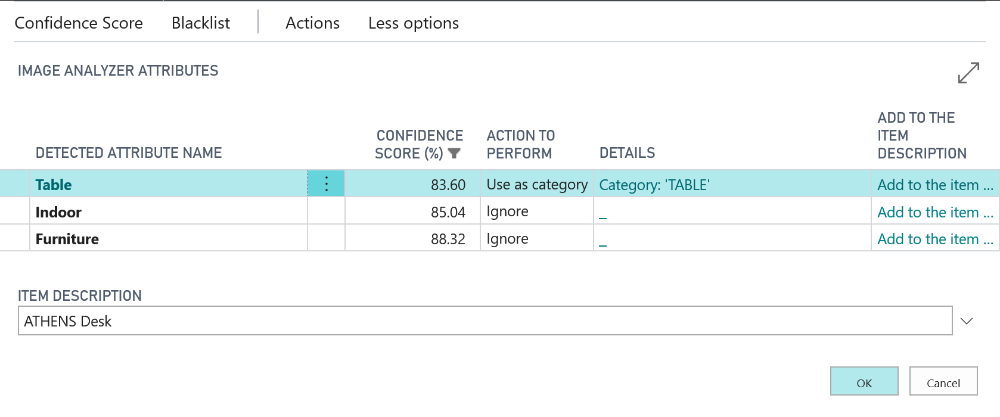 Confidence Score Blacklist Actions Less options
IMAGE ANALYZER ATTRIBUTES
DETECTED ATTRIBUTE NAME CONFIDENCE SCORE (%) ACTION TO PERFORM DETAILS ADD TO THE ITEM DESCRIPTION
Table 83.60 Use as category Category: 'TABLE' Add to the item ...
Indoor 85.04 Ignore _ Add to the item ...
Furniture 88.32 Ignore _ Add to the item ...
ITEM DESCRIPTION
ATHENS Desk
OK Cancel